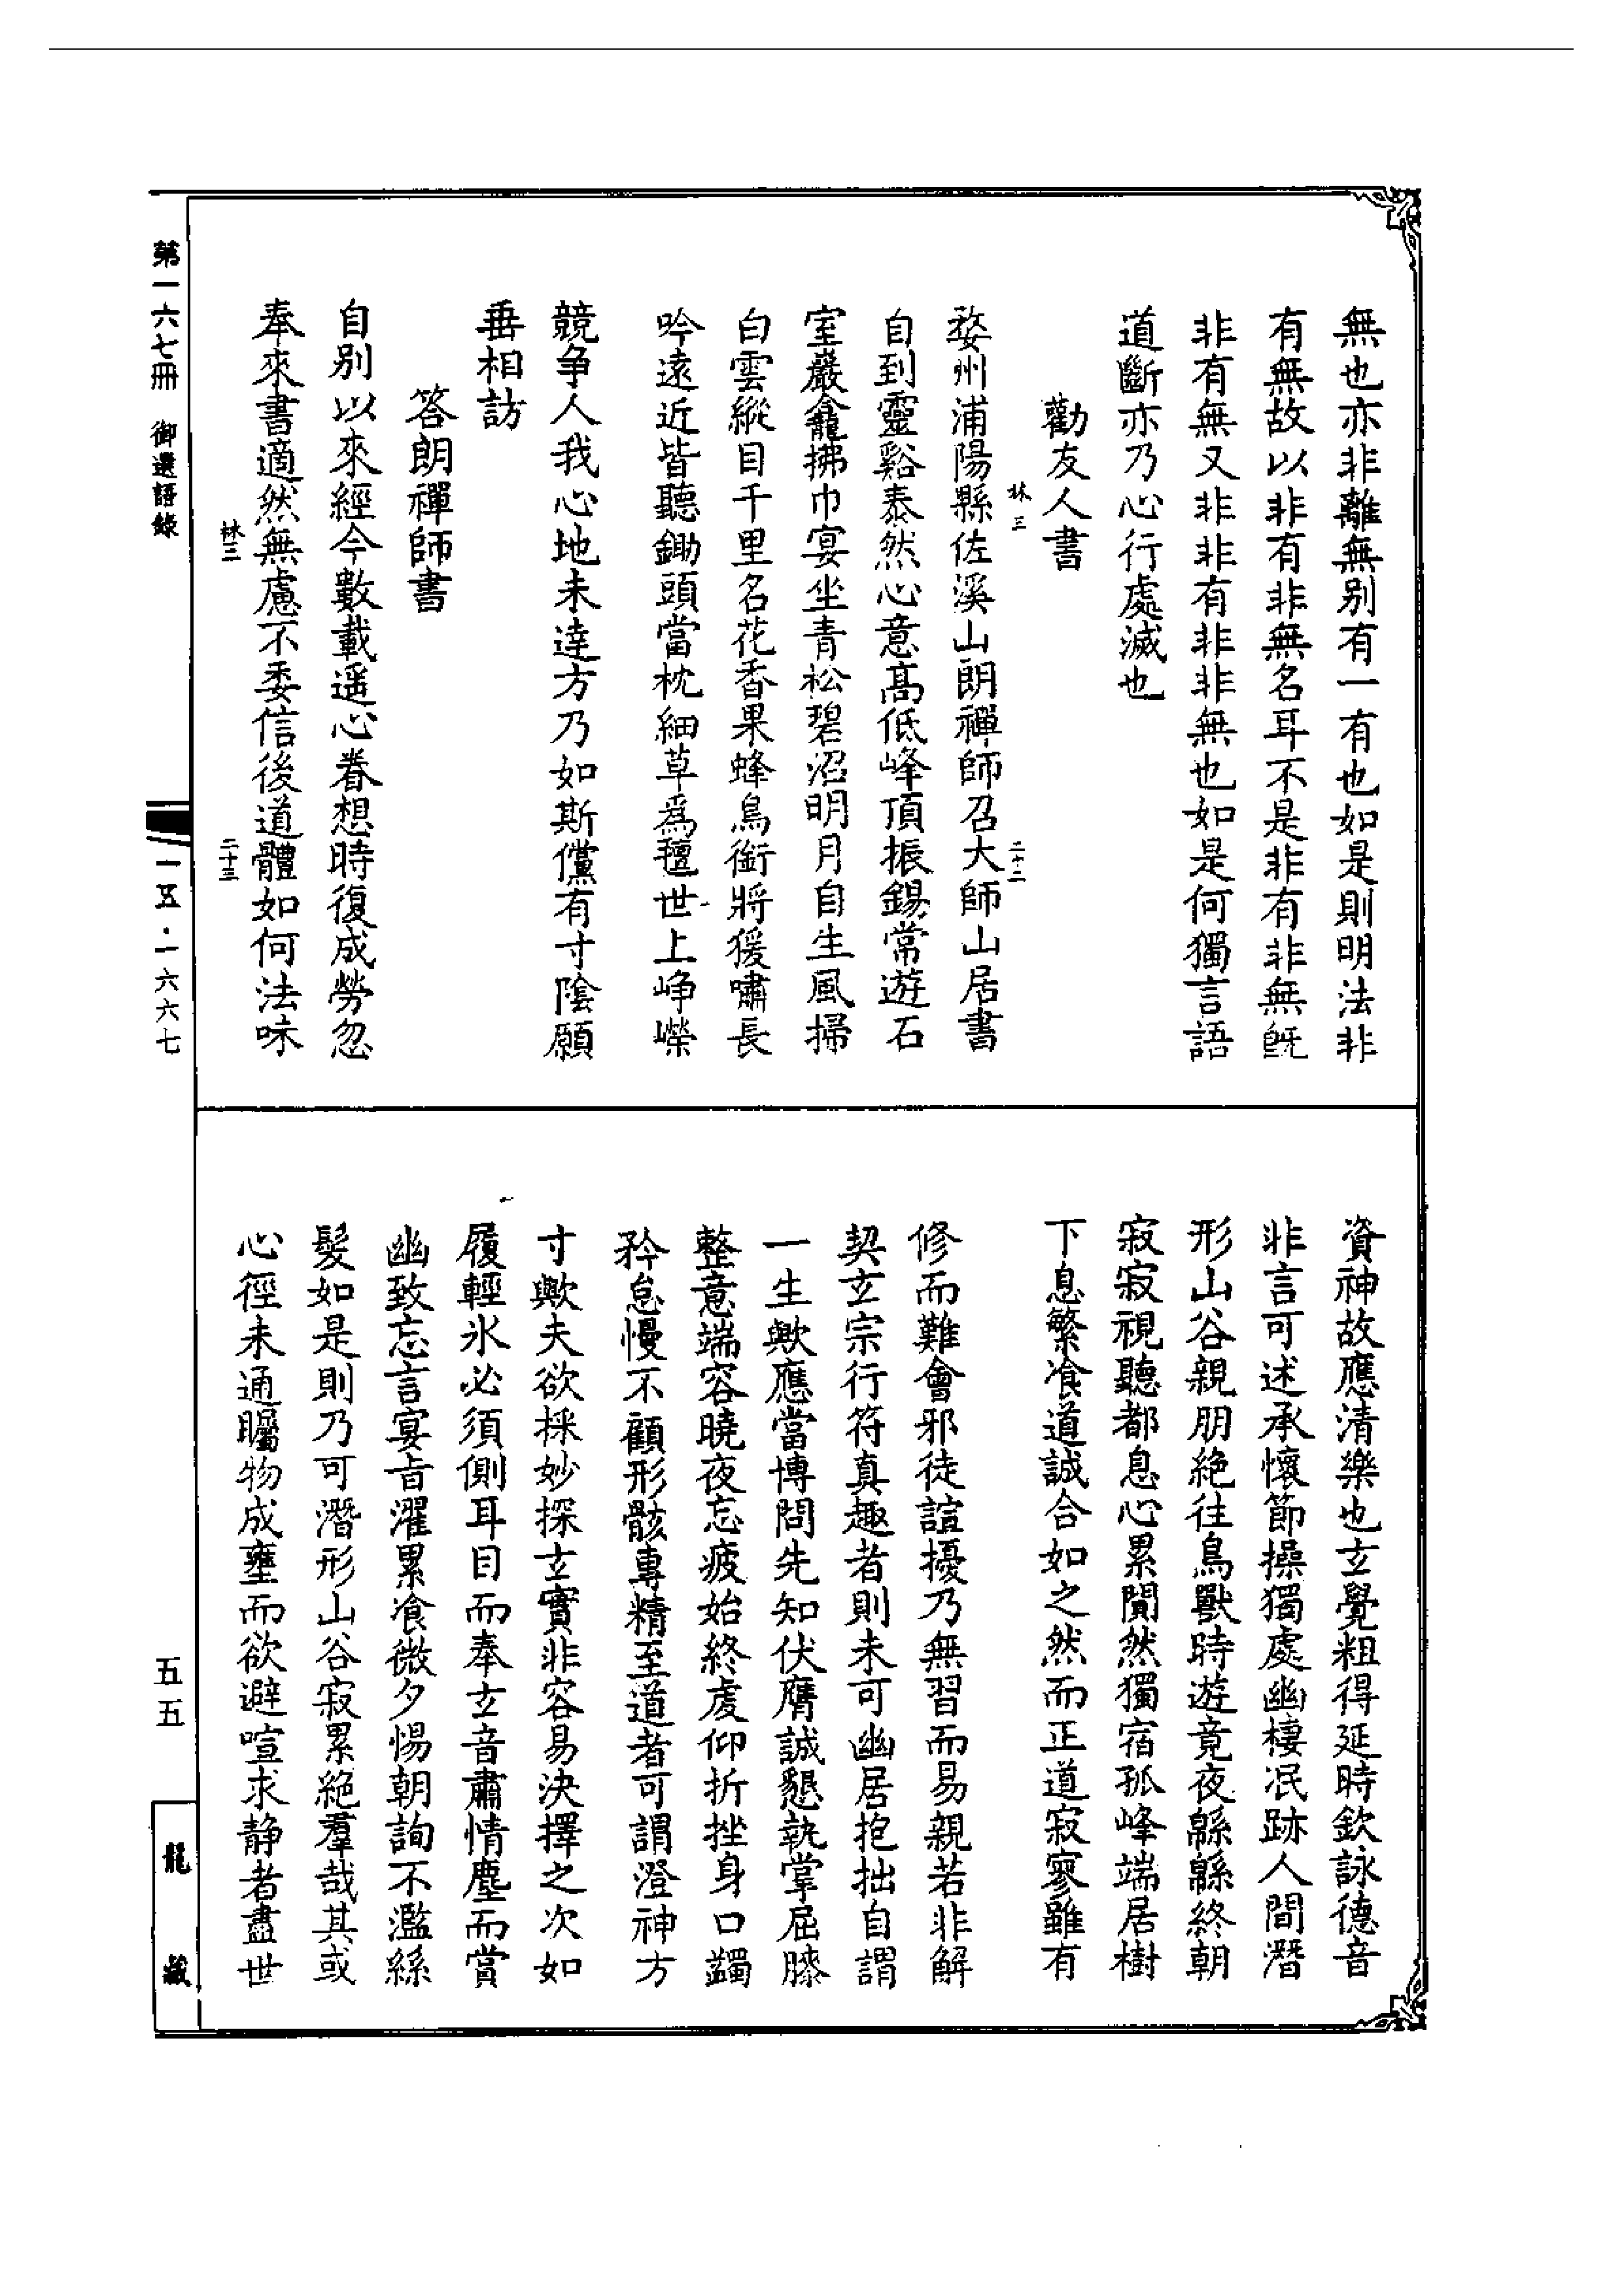 無也亦非離無別有一有也如是則明法非
有無故以非有非無名耳不是非有非無旣
非有無又非非有非非無也如是何獨言語
道斷亦乃心行處滅也
勸友人書
林三
二十二
婺州浦陽縣佐溪山朗禪師召大師山居書
自到靈谿泰然心意高低峰頂振錫常遊石
室巖龕拂巾宴坐青松碧沼明月自生風掃
白雲縱目千里名花香果蜂鳥銜將猨嘯長
吟遠近皆聽鋤頭當枕細草爲氊世上崢嶸
競爭人我心地未達方乃如斯儻有寸陰願
垂相訪
答朗禪師書
自別以來經今數載遥心眷想時復成勞忽
奉來書適然無慮不委信後道體如何法味
林三
二十三
資神故應清樂也玄覺粗得延時欽詠德音
非言可述承懷節操獨處幽棲泯跡人間潛
形山谷親朋絶往鳥獸時遊竟夜緜緜終朝
寂寂視聽都息心累闃然獨宿孤峰端居樹
下息繁飡道誠合如之然而正道寂寥雖有
修而難會邪徒諠擾乃無習而易親若非解
契玄宗行符真趣者則未可幽居抱拙自謂
一生歟應當博問先知伏膺誠懇執掌屈膝
整意端容曉夜忘疲始終虔仰折挫身口蠲
矜怠慢不顧形骸專精至道者可謂澄神方
寸歟夫欲採妙探玄實非容易決擇之次如
履輕氷必須側耳目而奉玄音肅情塵而賞
幽致忘言宴旨濯累飡微夕惕朝詢不濫絲
髮如是則乃可潛形山谷寂累絶羣哉其或
心徑未通矚物成壅而欲避喧求静者盡世
第一六七冊 御選語錄
一五·一六六七
五五
龍藏